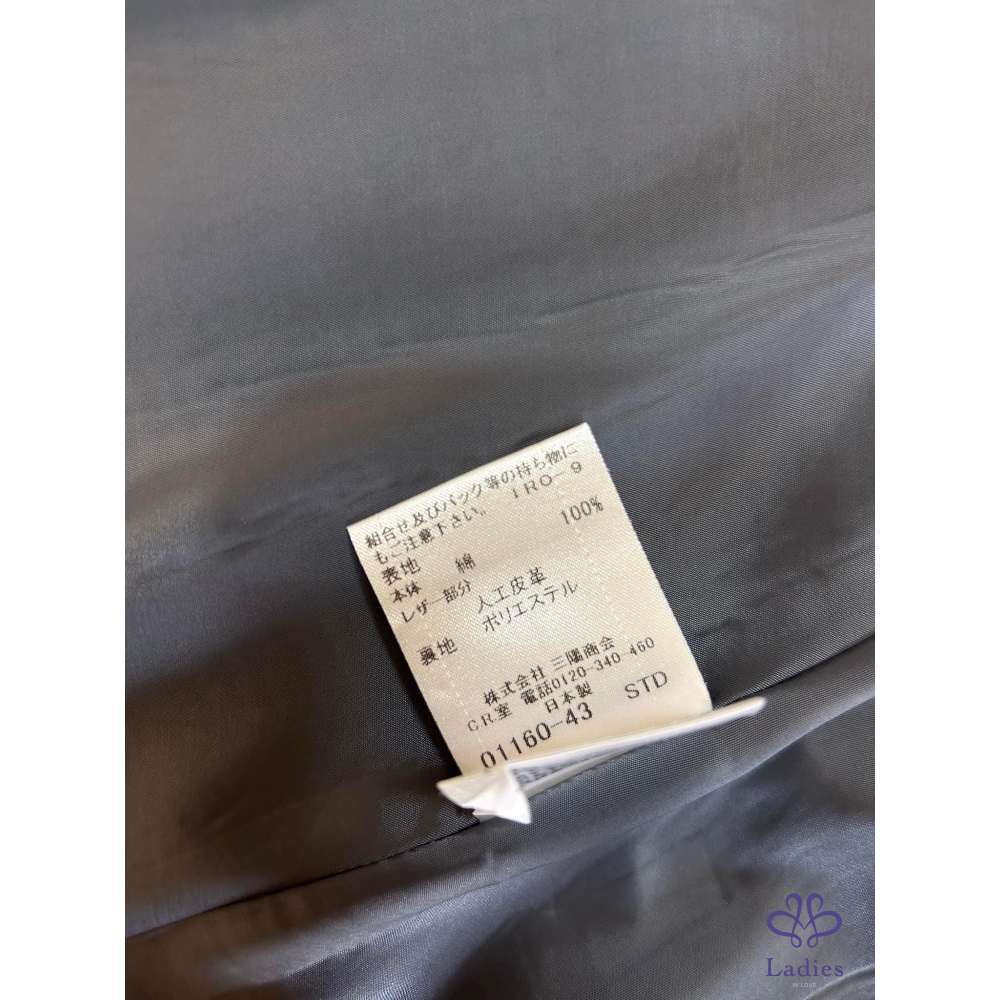 組合せ及びバック等の持ち物に
もご注意下さい。 IRO-9
表地
本体 綿 100%
レザー部分 人工皮革
裏地 ポリエステル
株式会社 三陽商会
CR室 電話0120-340-460
日本製
01160-43 STD
Ladies
IN LOVE